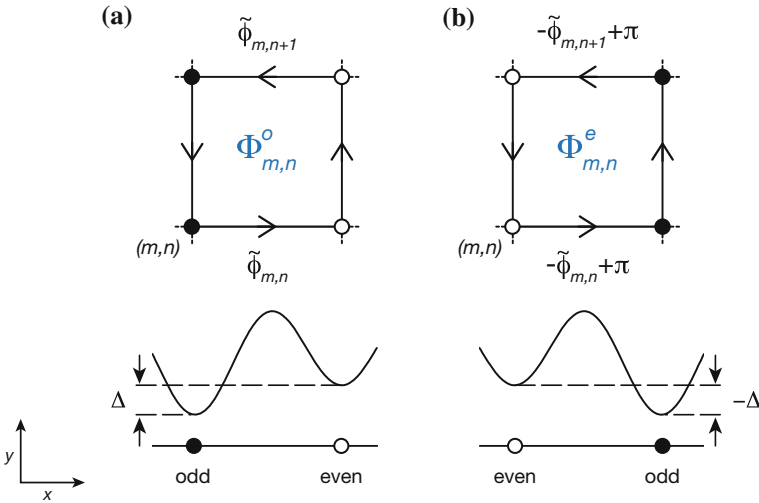 (a)
(b)
ϕ̃m,n+1
-ϕ̃m,n+1+π
Φᵒm,n
Φᵉm,n
(m,n)
(m,n)
ϕ̃m,n
-ϕ̃m,n+π
Δ
-Δ
y
x
odd
even
even
odd